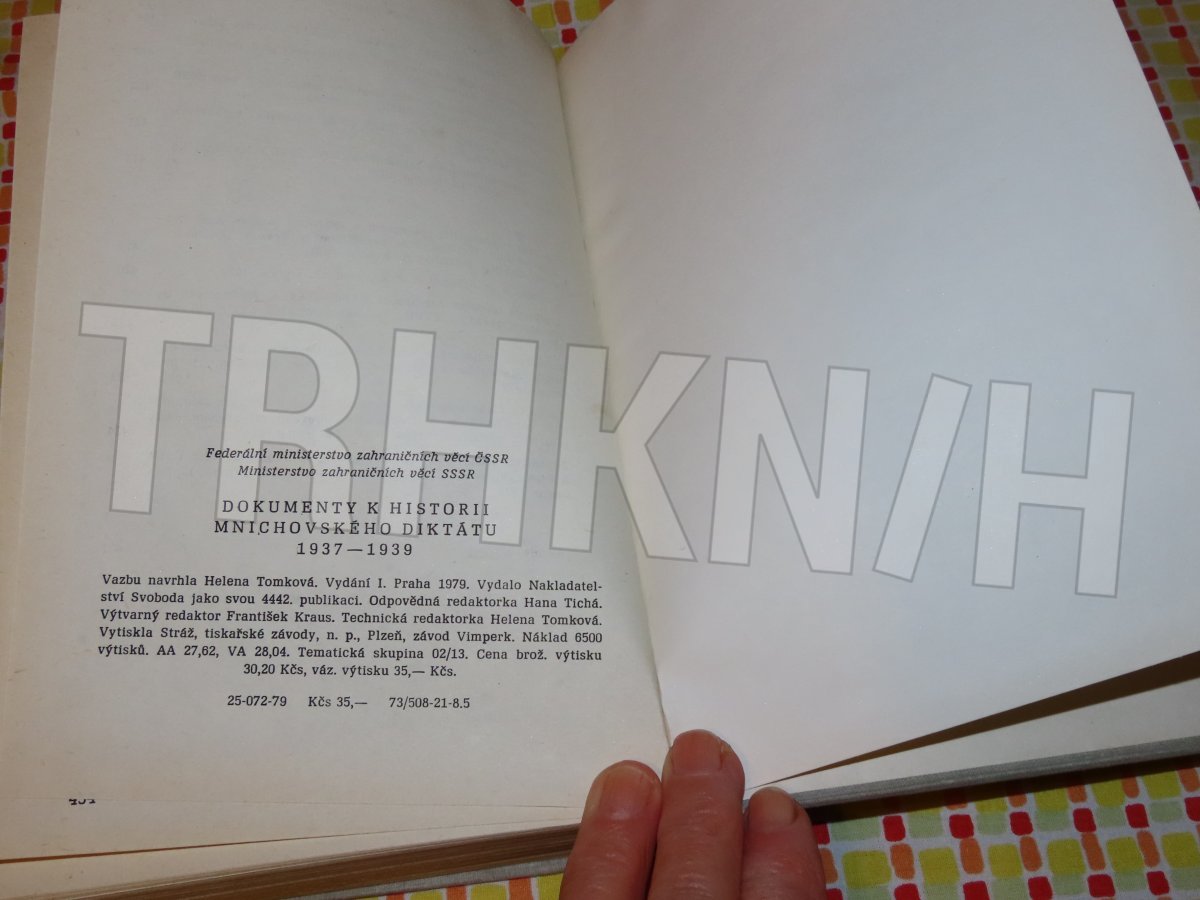 TRHKN/H
Federální ministerstvo zahraničních věcí ČSSR
Ministerstvo zahraničních věcí SSSR
DOKUMENTY K HISTORII
MNICHOVSKÉHO DIKTÁTU
1937—1939
Vazbu navrhla Helena Tomková. Vydání I. Praha 1979. Vydalo Nakladatel-
ství Svoboda jako svou 4442. publikaci. Odpovědná redaktorka Hana Tichá.
Výtvarný redaktor František Kraus. Technická redaktorka Helena Tomková.
Vytiskla Stráž, tiskařské závody, n. p., Plzeň, závod Vimperk. Náklad 6500
výtisků. AA 27,62, VA 28,04. Tematická skupina 02/13. Cena brož. výtisku
30,20 Kčs, váz. výtisku 35,— Kčs.
25-072-79 Kčs 35,— 73/508-21-8.5